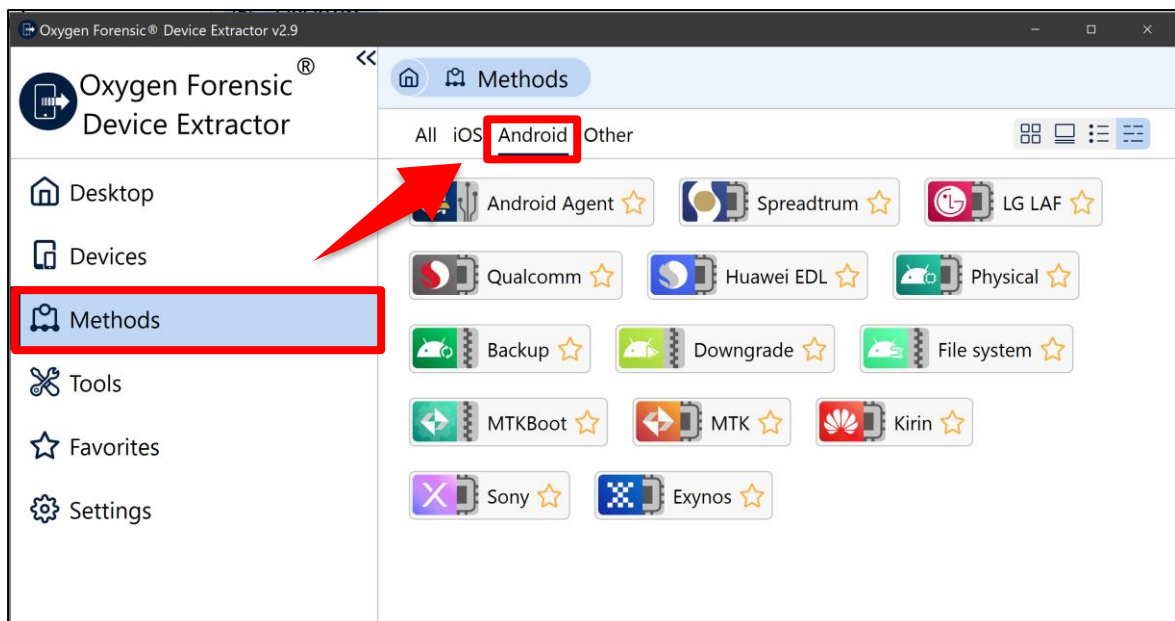 Oxygen Forensic® Device Extractor v2.9
Oxygen Forensic®
Device Extractor
Desktop
Devices
Methods
Tools
Favorites
Settings
Methods
All iOS Android Other
Android Agent Spreadtrum LG LAF
Qualcomm Huawei EDL Physical
Backup Downgrade File system
MTKBoot MTK Kirin
Sony Exynos